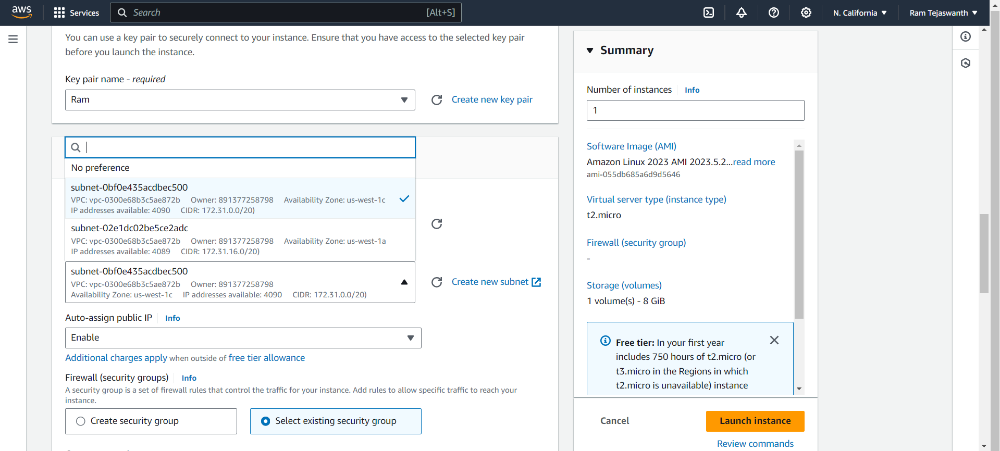 aws
Services
Search
[Alt+S]
N. California
Ram Tejaswanth
You can use a key pair to securely connect to your instance. Ensure that you have access to the selected key pair
before you launch the instance.
Key pair name - required
Ram
Create new key pair
No preference
subnet-0bf0e435acdbec500
VPC: vpc-0300e68b3c5ae872b Owner: 891377258798 Availability Zone: us-west-1c
IP addresses available: 4090 CIDR: 172.31.0.0/20)
subnet-02e1dc02be5ce2adc
VPC: vpc-0300e68b3c5ae872b Owner: 891377258798 Availability Zone: us-west-1a
IP addresses available: 4089 CIDR: 172.31.16.0/20)
subnet-0bf0e435acdbec500
VPC: vpc-0300e68b3c5ae872b Owner: 891377258798
Availability Zone: us-west-1c IP addresses available: 4090 CIDR: 172.31.0.0/20)
Create new subnet
Auto-assign public IP Info
Enable
Additional charges apply when outside of free tier allowance
Firewall (security groups) Info
A security group is a set of firewall rules that control the traffic for your instance. Add rules to allow specific traffic to reach your
instance.
Create security group
Select existing security group
Summary
Number of instances Info
1
Software Image (AMI)
Amazon Linux 2023 AMI 2023.5.2...read more
ami-055db685a6d9d5646
Virtual server type (instance type)
t2.micro
Firewall (security group)
-
Storage (volumes)
1 volume(s) - 8 GiB
Free tier: In your first year
includes 750 hours of t2.micro (or
t3.micro in the Regions in which
t2.micro is unavailable) instance
Cancel
Launch instance
Review commands